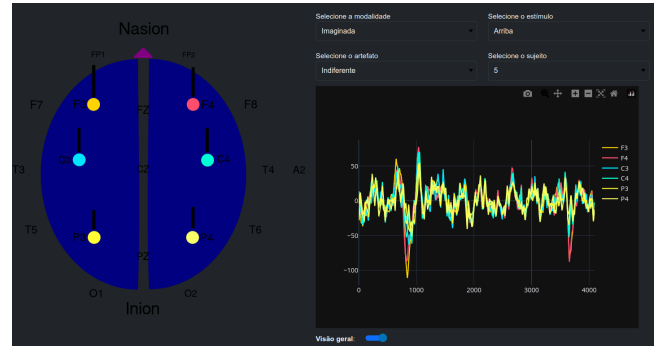 Nasion
FP1 FP2
F7 F3 FZ F4 F8
T3 C3 CZ C4 T4 A2
T5 P3 PZ P4 T6
O1 O2
Inion
Selecione a modalidade
Selecione o estímulo
Imaginada
Arriba
Selecione o artefato
Selecione o sujeito
Indiferente
5
F3
F4
C3
C4
P3
P4
50
0
−50
−100
0 1000 2000 3000 4000
Visão geral: